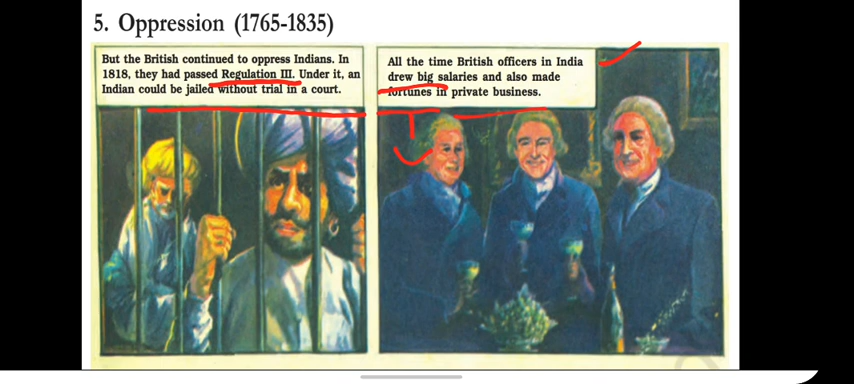 5. Oppression (1765-1835)
But the British continued to oppress Indians. In
1818, they had passed Regulation III. Under it, an
Indian could be jailed without trial in a court.
All the time British officers in India
drew big salaries and also made
fortunes in private business.